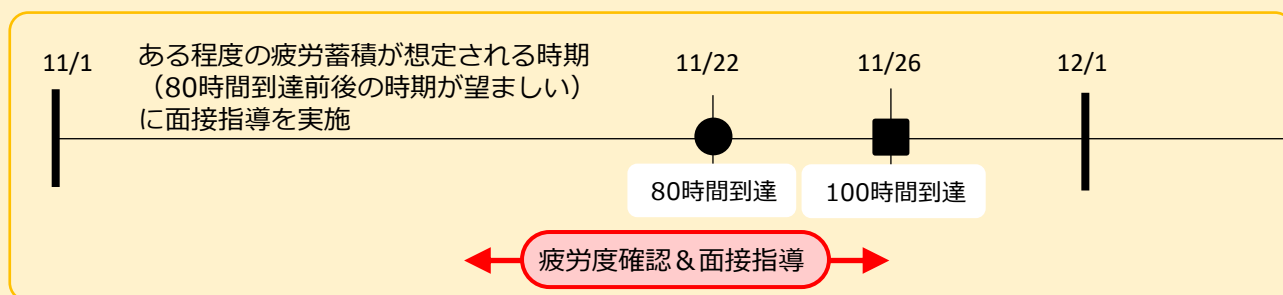 11/1
ある程度の疲労蓄積が想定される時期
（80時間到達前後の時期が望ましい）
に面接指導を実施
11/22
11/26
12/1
80時間到達
100時間到達
疲労度確認＆面接指導